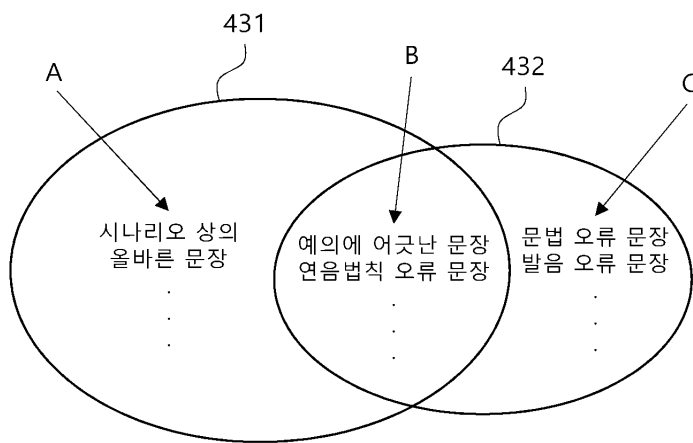 431
A
B
432
C
시나리오 상의
올바른 문장
예의에 어긋난 문장
연음법칙 오류 문장
문법 오류 문장
발음 오류 문장